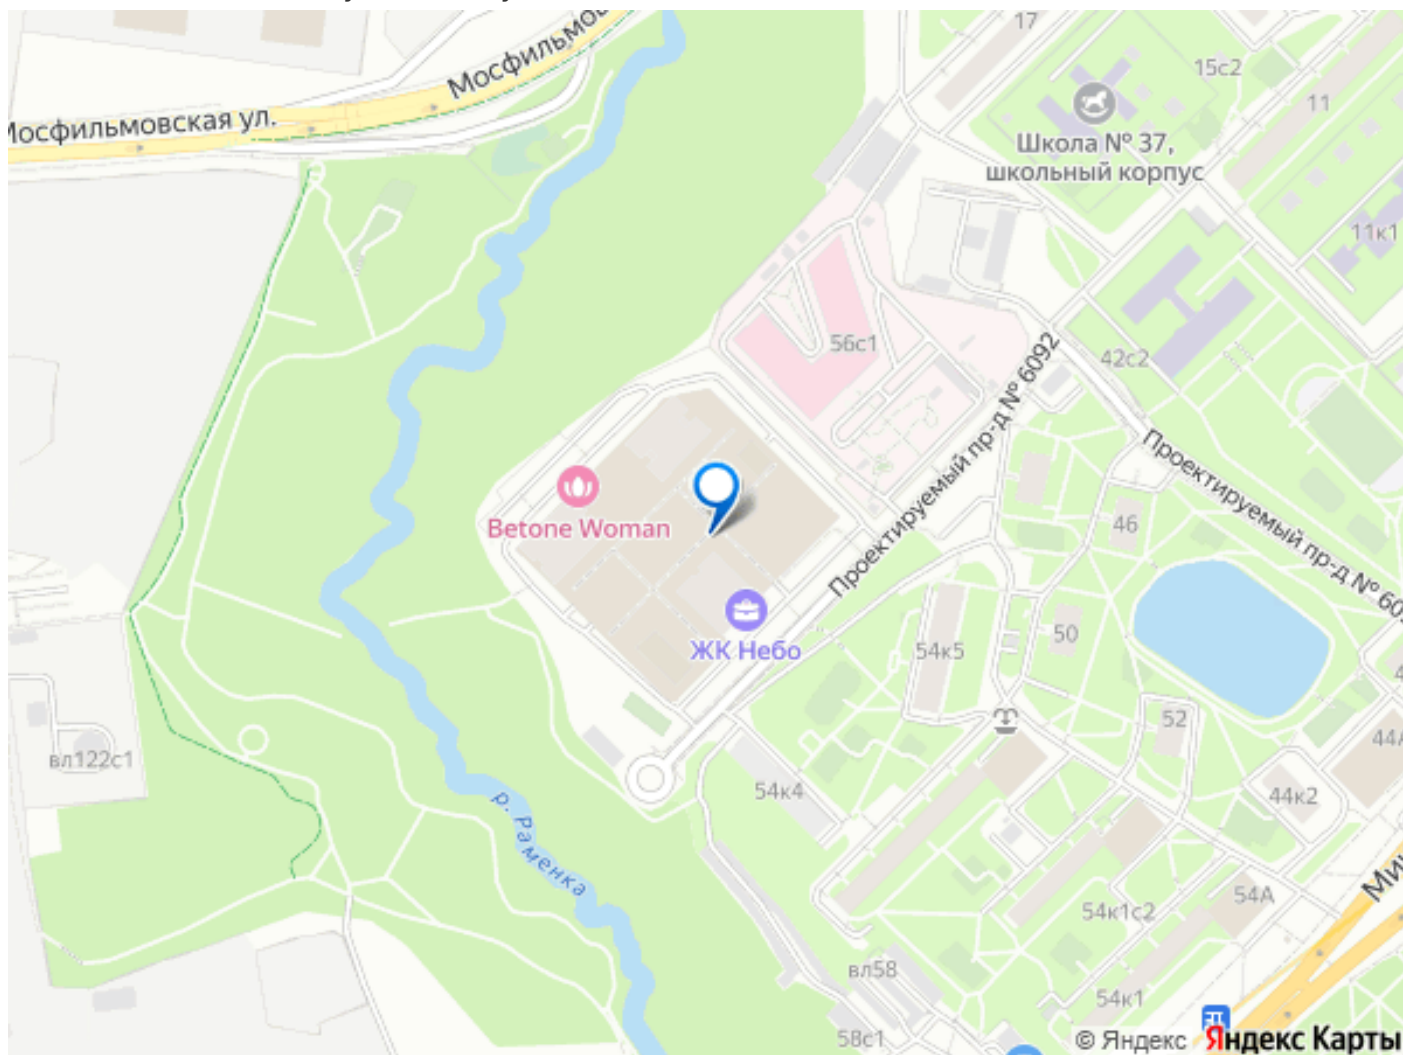 17
Мосфильмов
15с2
11
Мосфильмовская ул.
Школа № 37,
школьный корпус
11к1
56с1
42с2
Проектируемый пр-д № 6092
Проектируемый пр-д № 60
Betone Woman
46
ЖК Небо
54к5
50
52
вл122с1
54к4
44А
44к2
р. Раменка
54А
Ми
54к1с2
вл58
54к1
58с1
© Яндекс Яндекс Карты